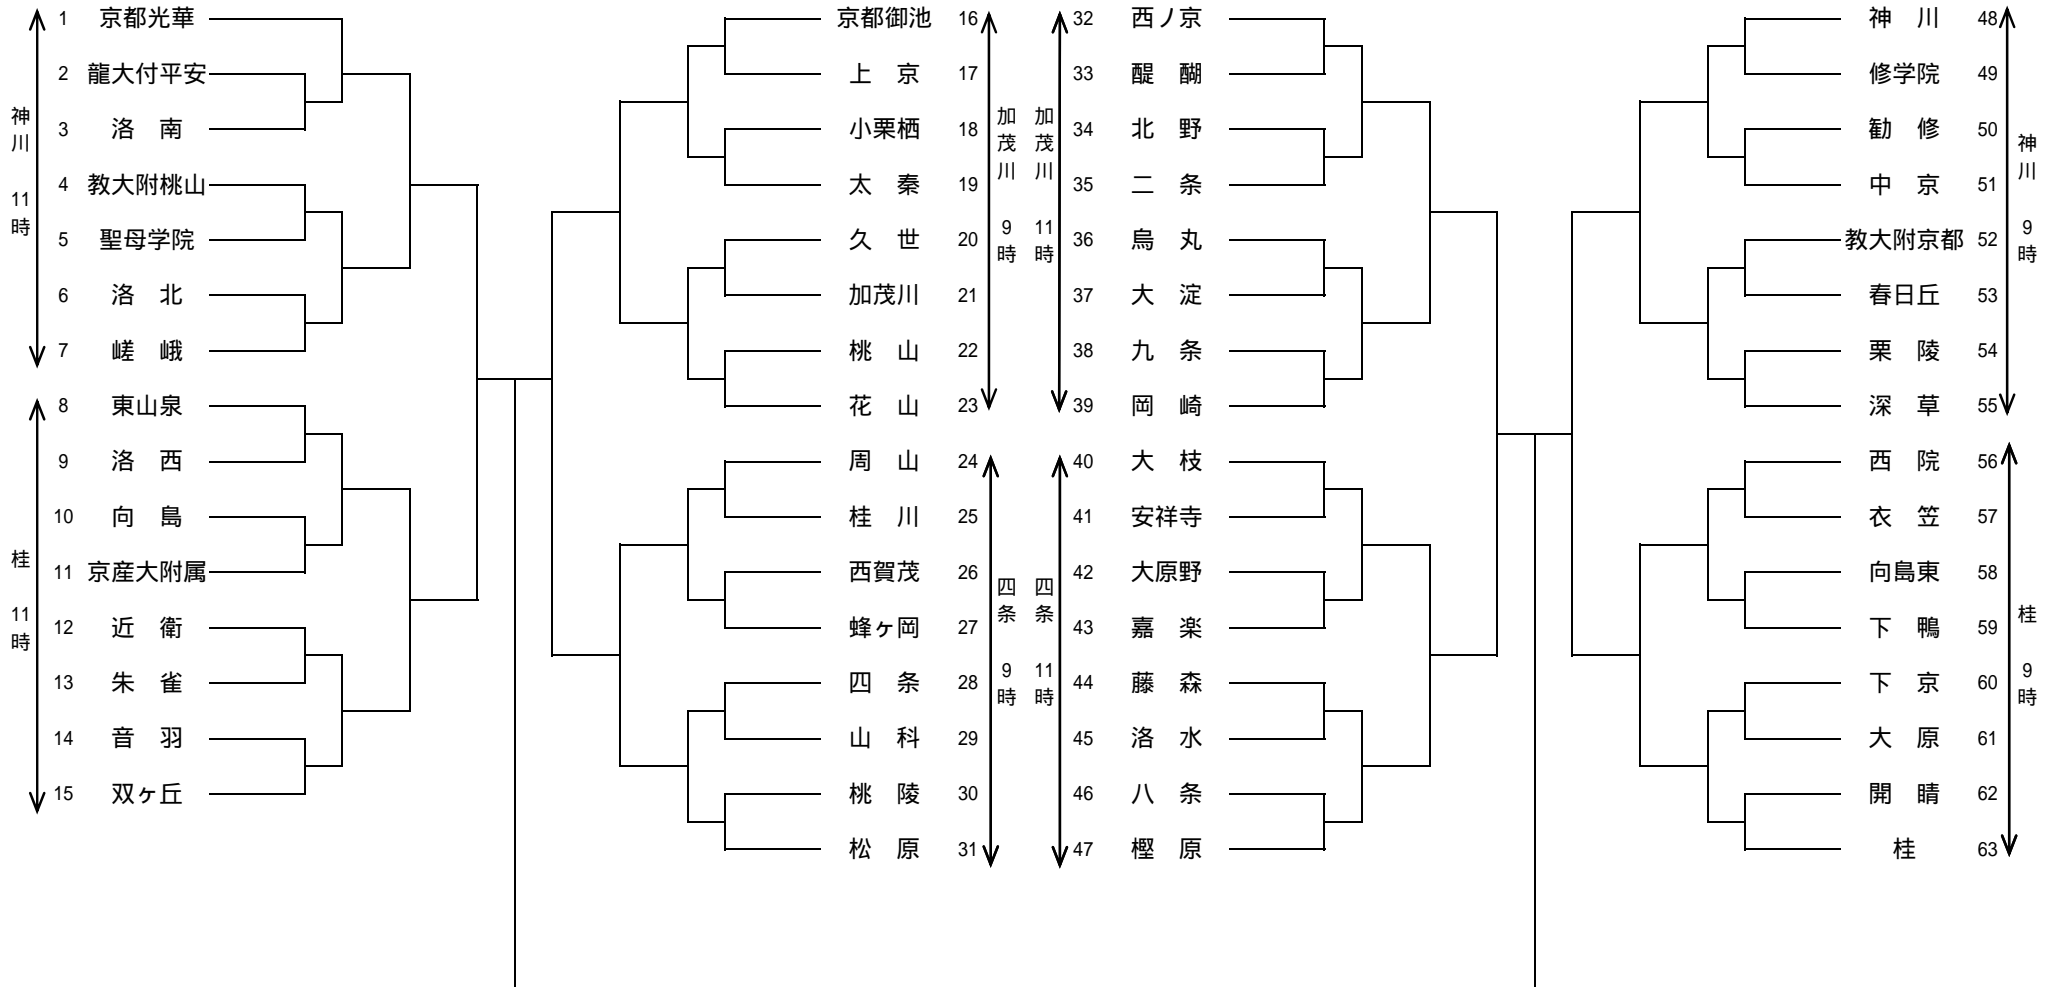 神川 11時
1 京都光華
2 龍大付平安
3 洛 南
4 教大附桃山
5 聖母学院
6 洛 北
7 嵯 峨
桂 11時
8 東山泉
9 洛 西
10 向 島
11 京産大附属
12 近 衛
13 朱 雀
14 音 羽
15 双ヶ丘
京都御池 16
上 京 17
小栗栖 18
太 秦 19
久 世 20
加茂川 21
桃 山 22
花 山 23
加茂川 9時
周 山 24
桂 川 25
西賀茂 26
蜂ヶ岡 27
四 条 28
山 科 29
桃 陵 30
松 原 31
四条 9時
加茂川 11時
32 西ノ京
33 醍 醐
34 北 野
35 二 条
36 烏 丸
37 大 淀
38 九 条
39 岡 崎
四条 11時
40 大 枝
41 安祥寺
42 大原野
43 嘉 楽
44 藤 森
45 洛 水
46 八 条
47 樫 原
神 川 48
修学院 49
勧 修 50
中 京 51
教大附京都 52
春日丘 53
栗 陵 54
深 草 55
神川 9時
西 院 56
衣 笠 57
向島東 58
下 鴨 59
下 京 60
大 原 61
開 睛 62
桂 63
桂 9時